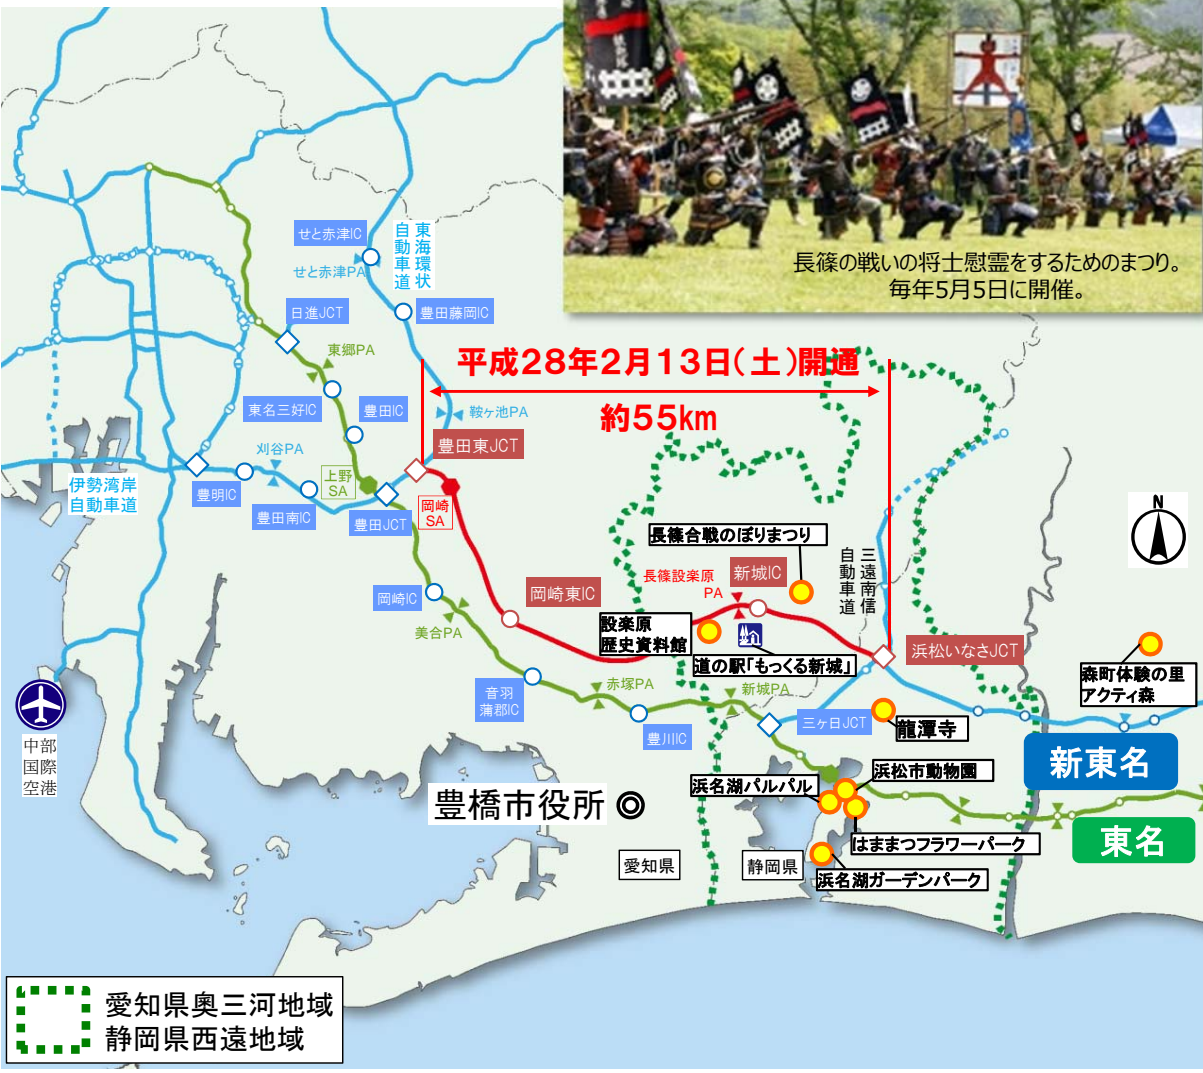 長篠の戦いの将士慰霊をするためのまつり。
毎年5月5日に開催。
せと赤津IC
東海環状
自動車道
せと赤津PA
日進JCT
豊田藤岡IC
東郷PA
平成28年2月13日(土)開通
約55km
東名三好IC
豊田IC
鞍ヶ池PA
豊田東JCT
刈谷PA
上野
SA
伊勢湾岸
自動車道
豊明IC
豊田南IC
豊田JCT
岡崎
SA
N
長篠合戦のぼりまつり
三遠南信
自動車道
長篠設楽原
PA
新城IC
岡崎IC
岡崎東IC
美合PA
設楽原
歴史資料館
道の駅「もっくる新城」
浜松いなさJCT
森町体験の里
アクティ森
音羽
蒲郡IC
赤塚PA
新城PA
豊川IC
三ヶ日JCT
龍潭寺
中部
国際
空港
新東名
浜松市動物園
浜名湖パルパル
豊橋市役所
東名
はままつフラワーパーク
愛知県
静岡県
浜名湖ガーデンパーク
愛知県奥三河地域
静岡県西遠地域